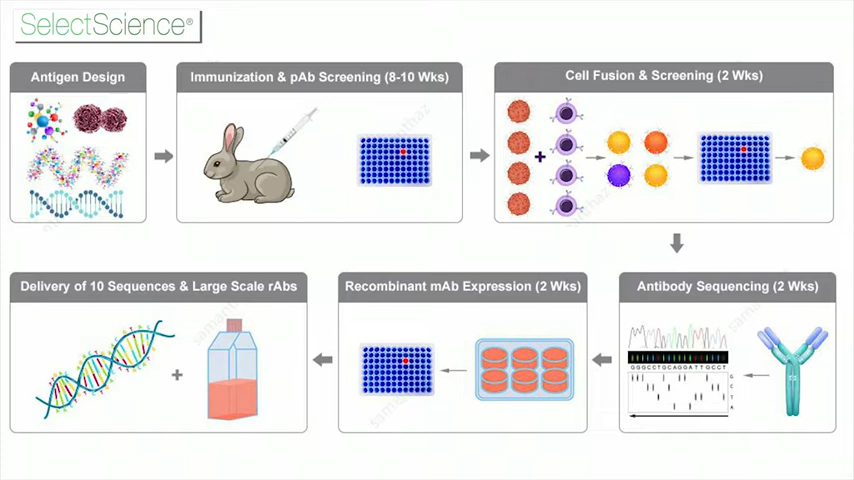 SelectScience®
Antigen Design
Immunization & pAb Screening (8-10 Wks)
Cell Fusion & Screening (2 Wks)
Delivery of 10 Sequences & Large Scale rAbs
Recombinant mAb Expression (2 Wks)
Antibody Sequencing (2 Wks)
+
+
GGGCCTGCAGGATTGCCT
G
C
T
A